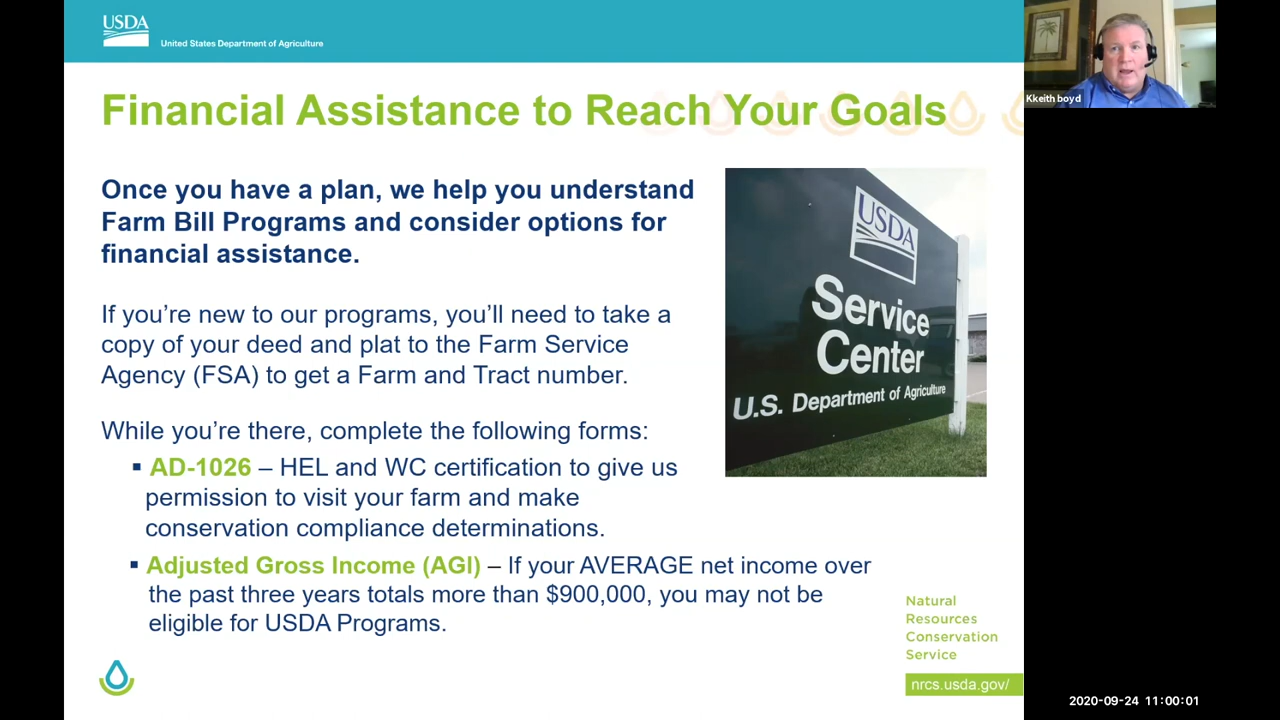 USDA
United States Department of Agriculture
Kkeith boyd
Financial Assistance to Reach Your Goals
Once you have a plan, we help you understand
Farm Bill Programs and consider options for
financial assistance.
If you’re new to our programs, you’ll need to take a
copy of your deed and plat to the Farm Service
Agency (FSA) to get a Farm and Tract number.
While you’re there, complete the following forms:
▪ AD-1026 – HEL and WC certification to give us
permission to visit your farm and make
conservation compliance determinations.
▪ Adjusted Gross Income (AGI) – If your AVERAGE net income over
the past three years totals more than $900,000, you may not be
eligible for USDA Programs.
USDA
Service
Center
U.S. Department of Agriculture
Natural
Resources
Conservation
Service
nrcs.usda.gov/
2020-09-24 11:00:01